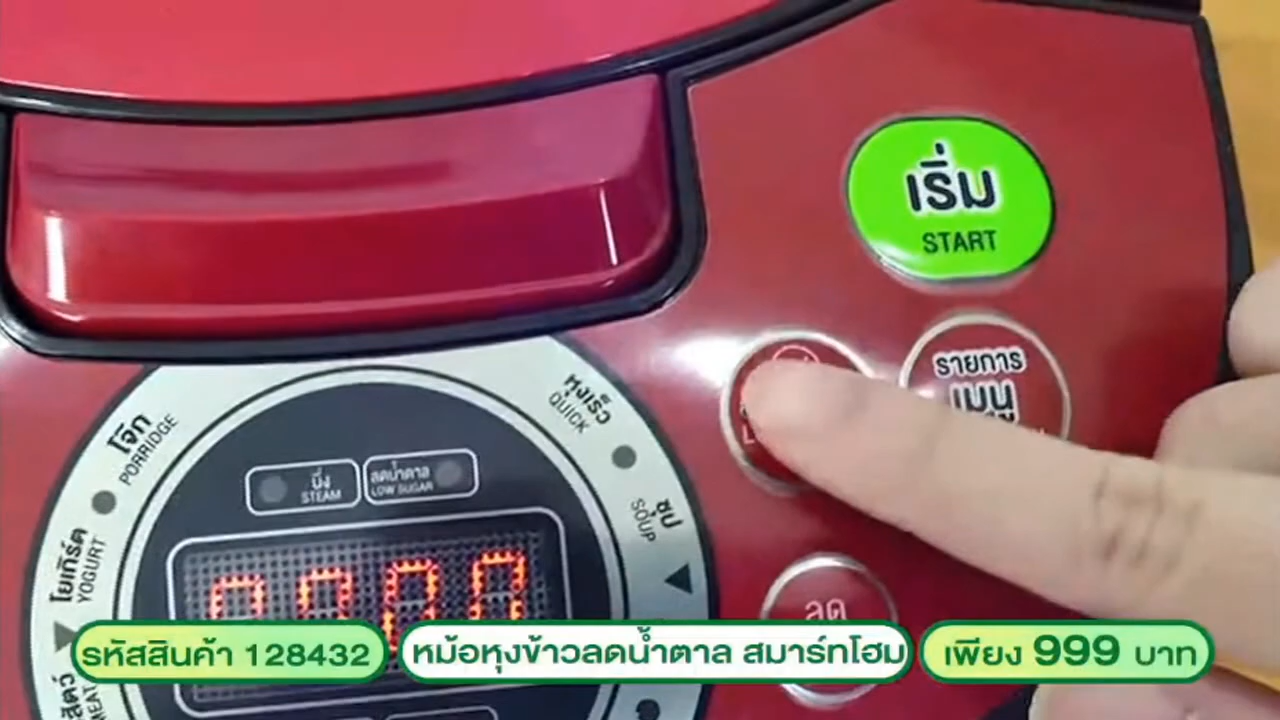 เริ่ม
START
รายการ
เมนู
หุงเร็ว
QUICK
โจ๊ก
PORRIDGE
นึ่ง
STEAM
ลดน้ำตาล
LOW SUGAR
ซุป
SOUP
โยเกิร์ต
YOGURT
ลด
รหัสสินค้า 128432
หม้อหุงข้าวลดน้ำตาล สมาร์ทโฮม
เพียง 999 บาท